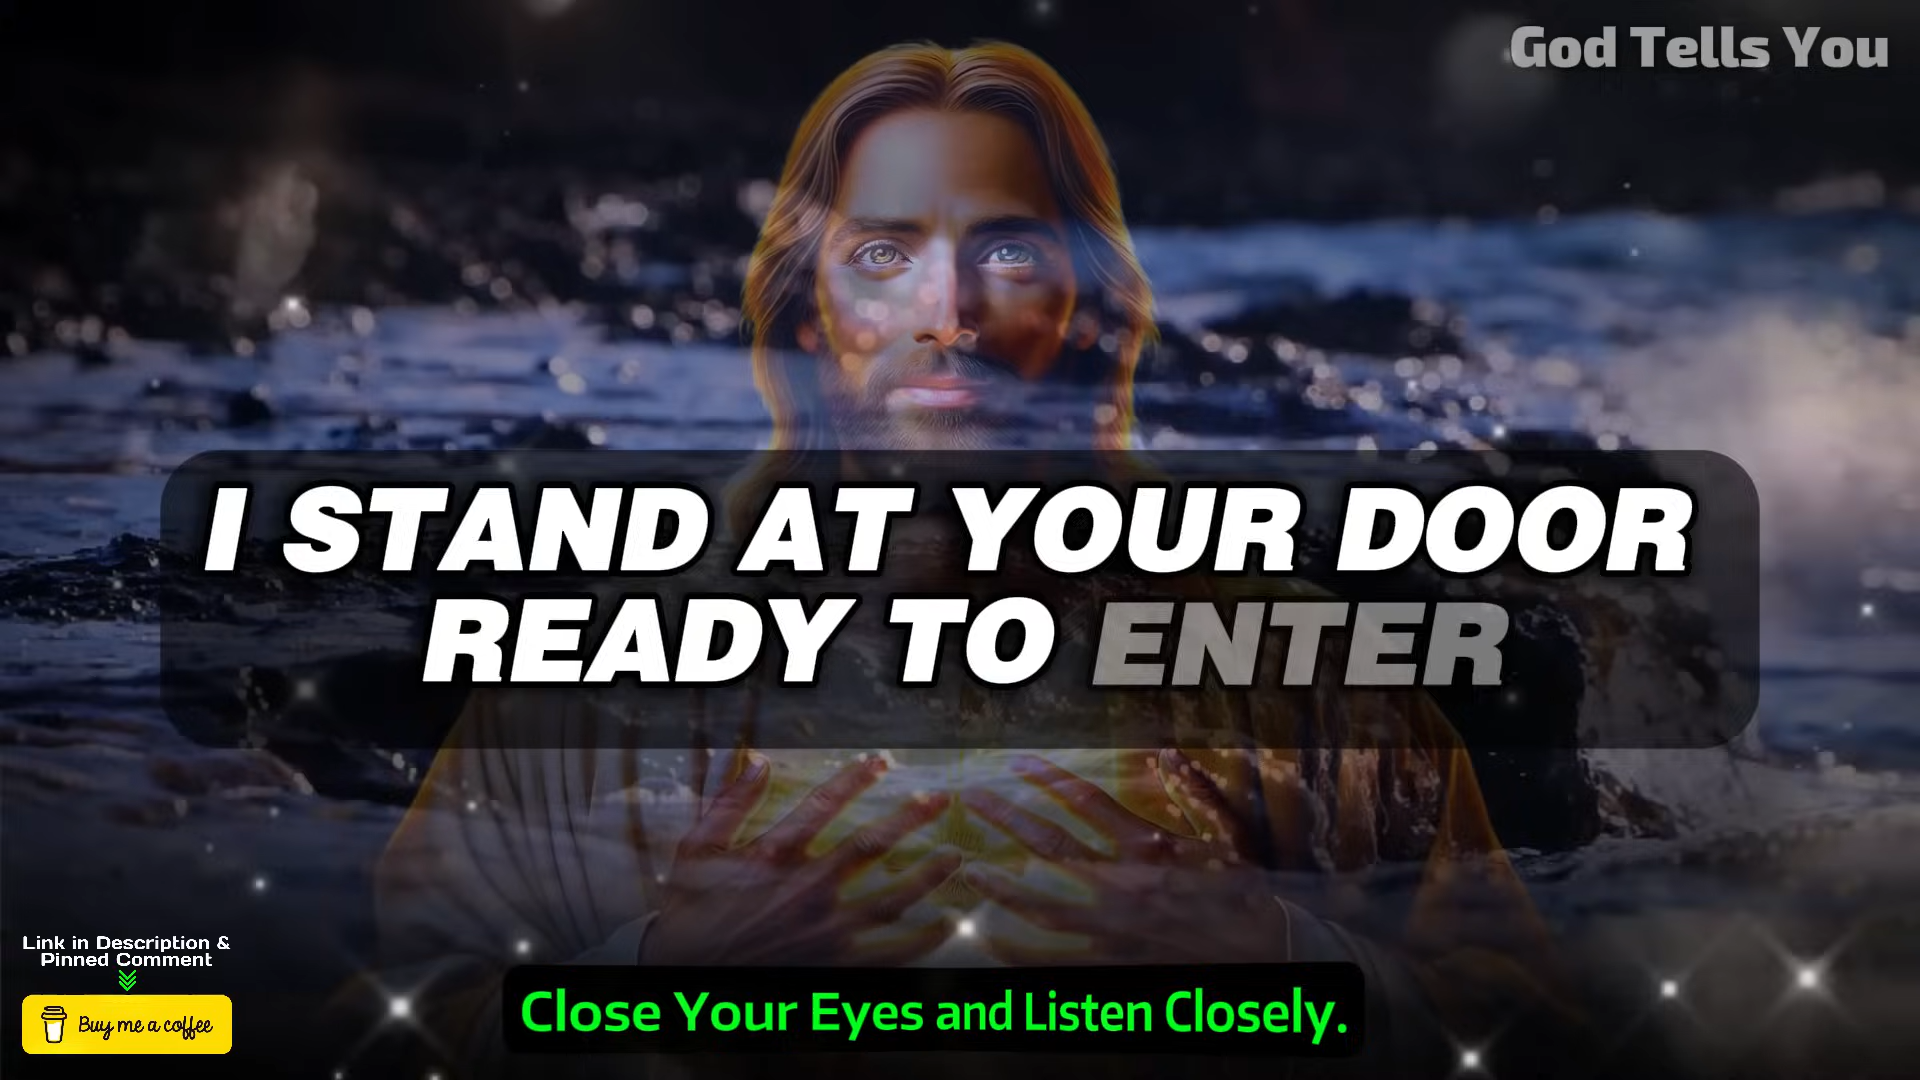 God Tells You
I STAND AT YOUR DOOR
READY TO ENTER
Link in Description &
Pinned Comment
Buy me a coffee
Close Your Eyes and Listen Closely.